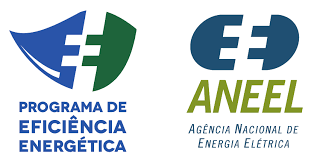 PROGRAMA DE
EFICIÊNCIA
ENERGÉTICA
ANEEL
AGÊNCIA NACIONAL DE
ENERGIA ELÉTRICA